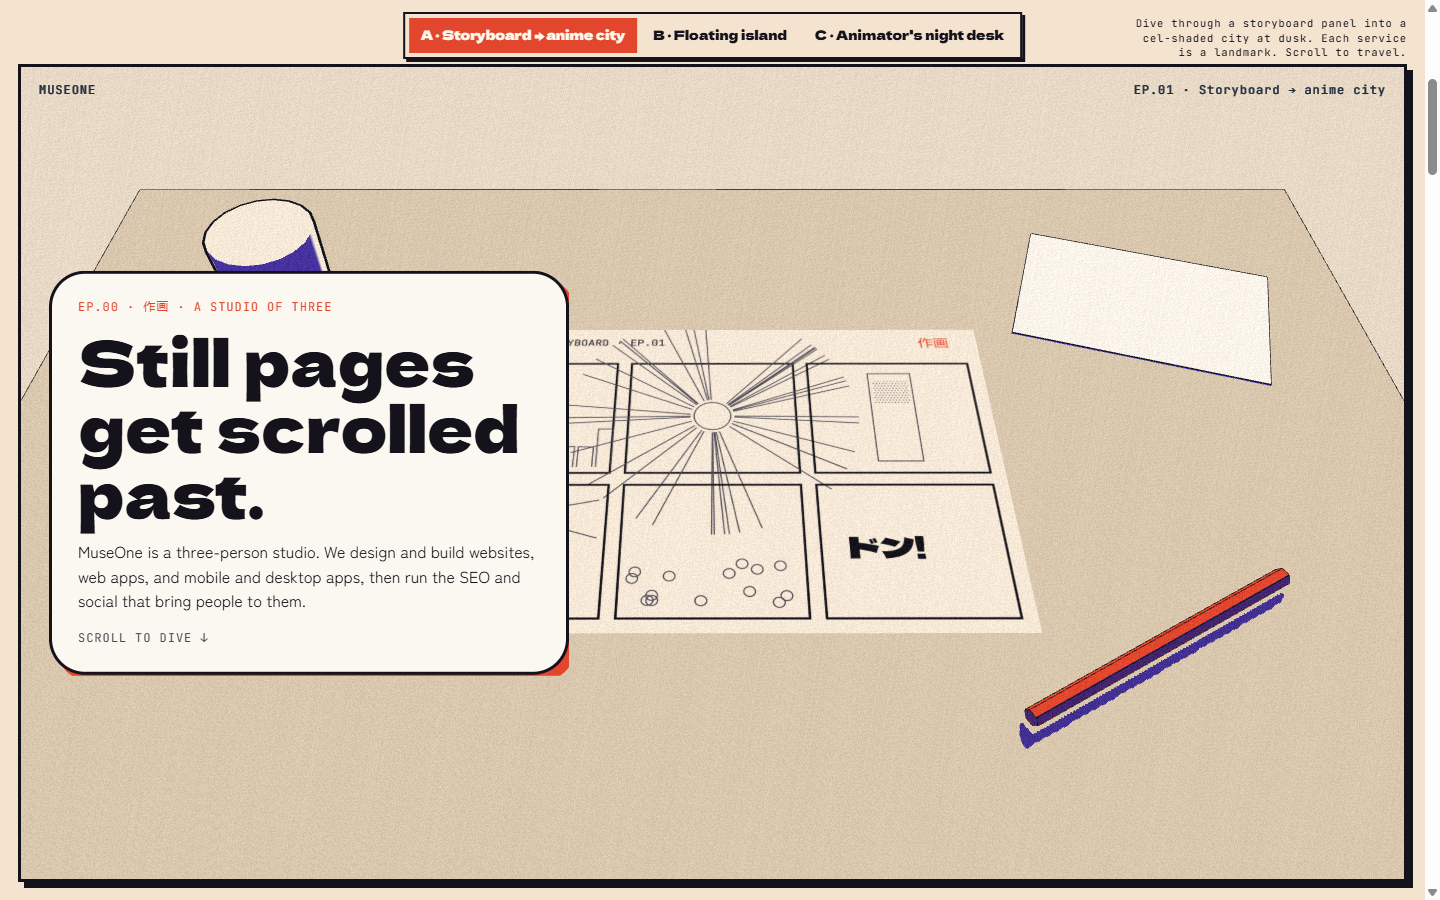 A · Storyboard → anime city
B · Floating island
C · Animator's night desk
Dive through a storyboard panel into a
cel-shaded city at dusk. Each service
is a landmark. Scroll to travel.
MUSEONE
EP.01 · Storyboard → anime city
EP.00 · 作画 · A STUDIO OF THREE
Still pages
get scrolled
past.
MuseOne is a three-person studio. We design and build websites,
web apps, and mobile and desktop apps, then run the SEO and
social that bring people to them.
SCROLL TO DIVE ↓
EP.01
作画
ドン!